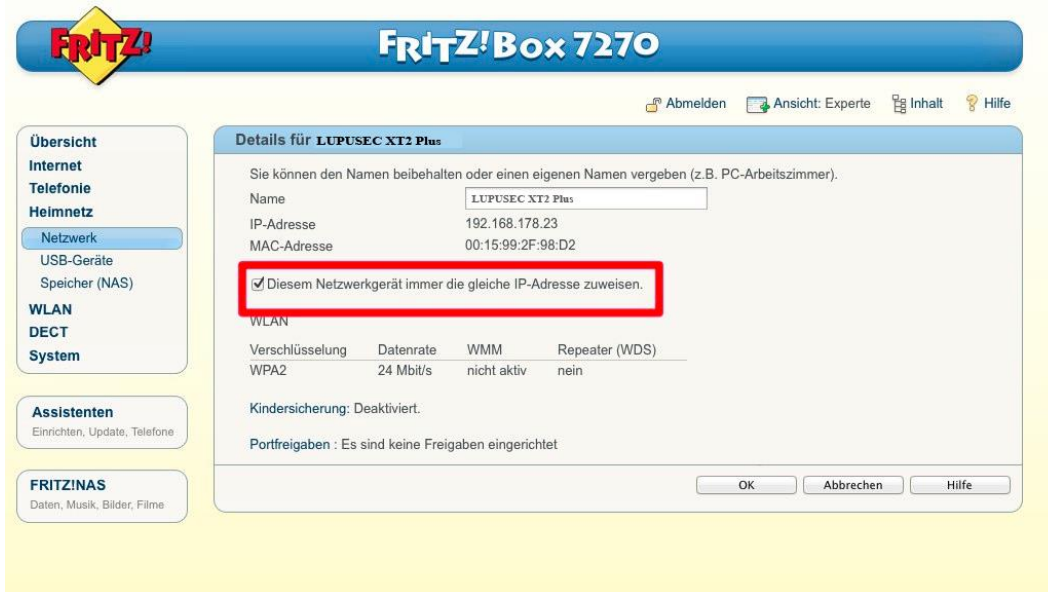 FRITZ!
FRITZ!Box 7270
Abmelden Ansicht: Experte Inhalt Hilfe
Übersicht
Internet
Telefonie
Heimnetz
Netzwerk
USB-Geräte
Speicher (NAS)
WLAN
DECT
System
Assistenten
Einrichten, Update, Telefone
FRITZ!NAS
Daten, Musik, Bilder, Filme
Details für LUPUSEC XT2 Plus
Sie können den Namen beibehalten oder einen eigenen Namen vergeben (z.B. PC-Arbeitszimmer).
Name LUPUSEC XT2 Plus
IP-Adresse 192.168.178.23
MAC-Adresse 00:15:99:2F:98:D2
Diesem Netzwerkgerät immer die gleiche IP-Adresse zuweisen.
WLAN
Verschlüsselung Datenrate WMM Repeater (WDS)
WPA2 24 Mbit/s nicht aktiv nein
Kindersicherung: Deaktiviert.
Portfreigaben : Es sind keine Freigaben eingerichtet
OK Abbrechen Hilfe